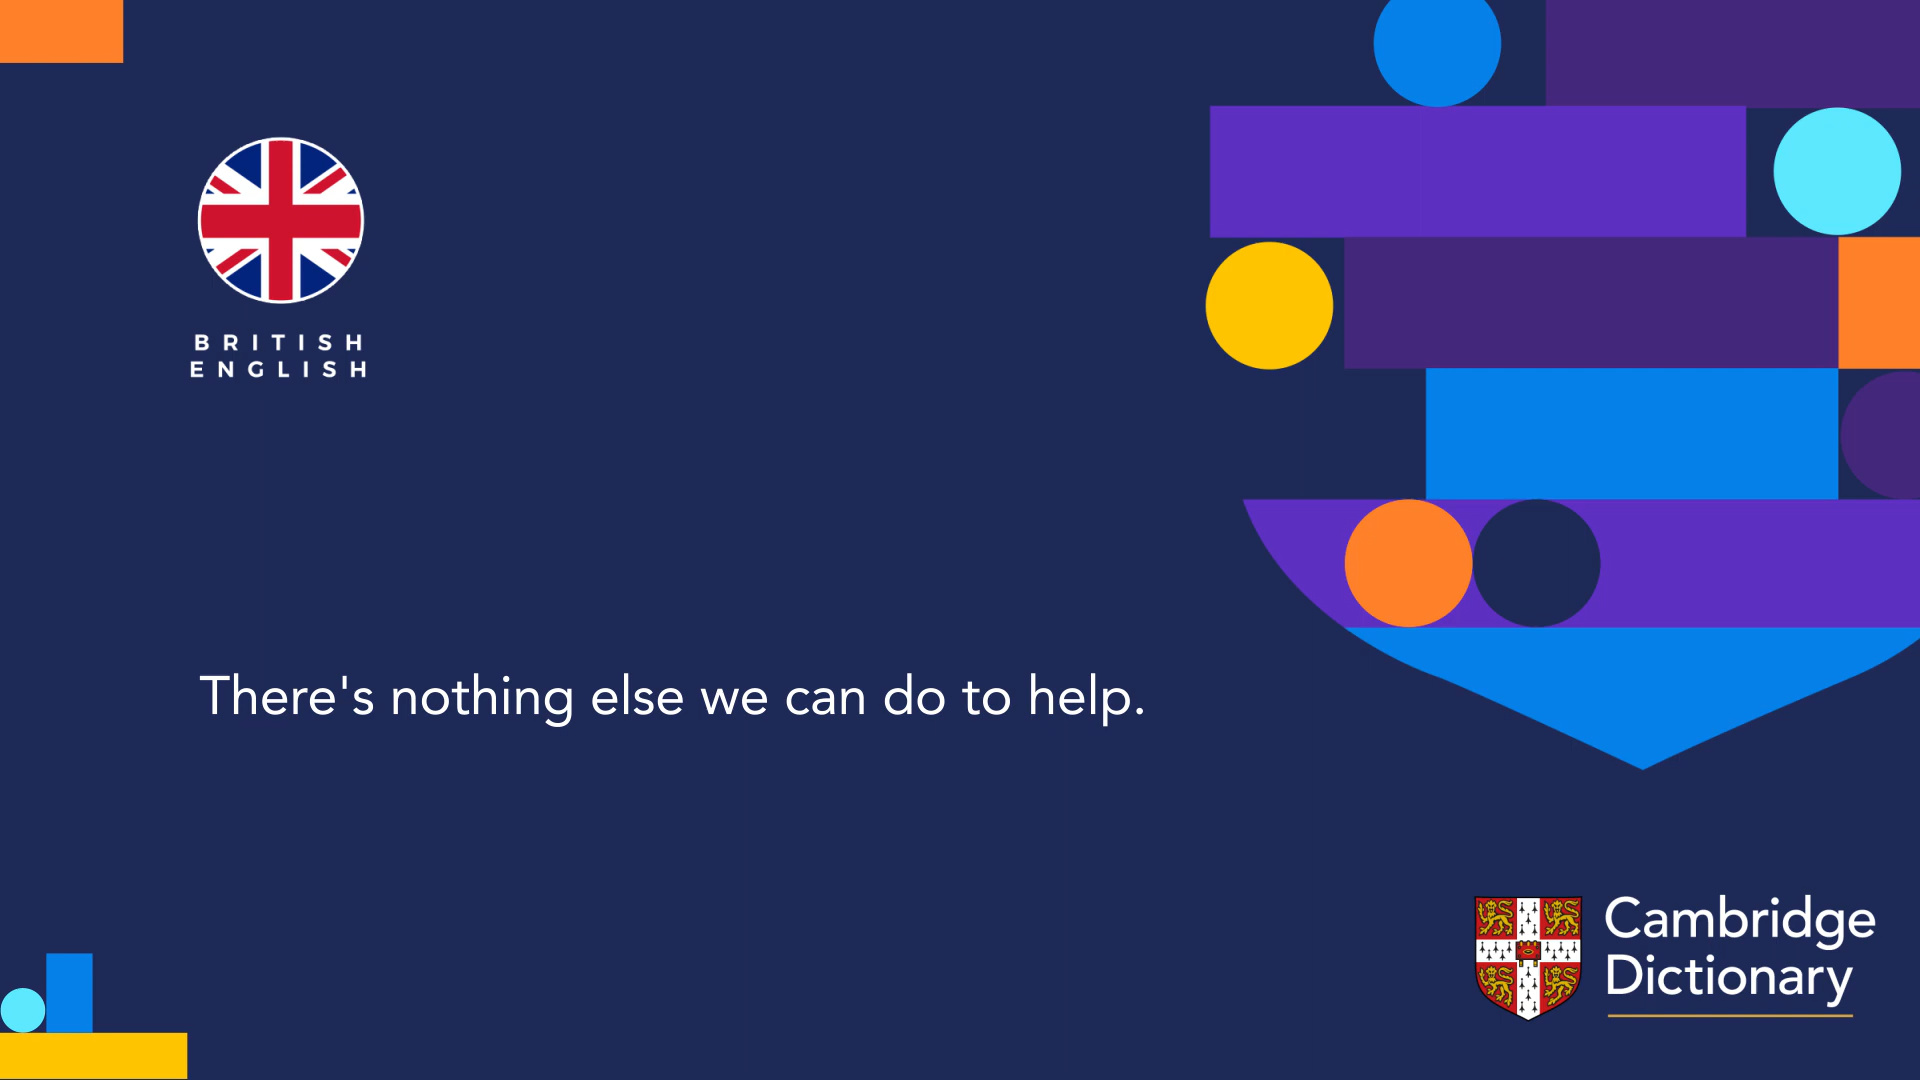 BRITISH
ENGLISH
There's nothing else we can do to help.
Cambridge
Dictionary